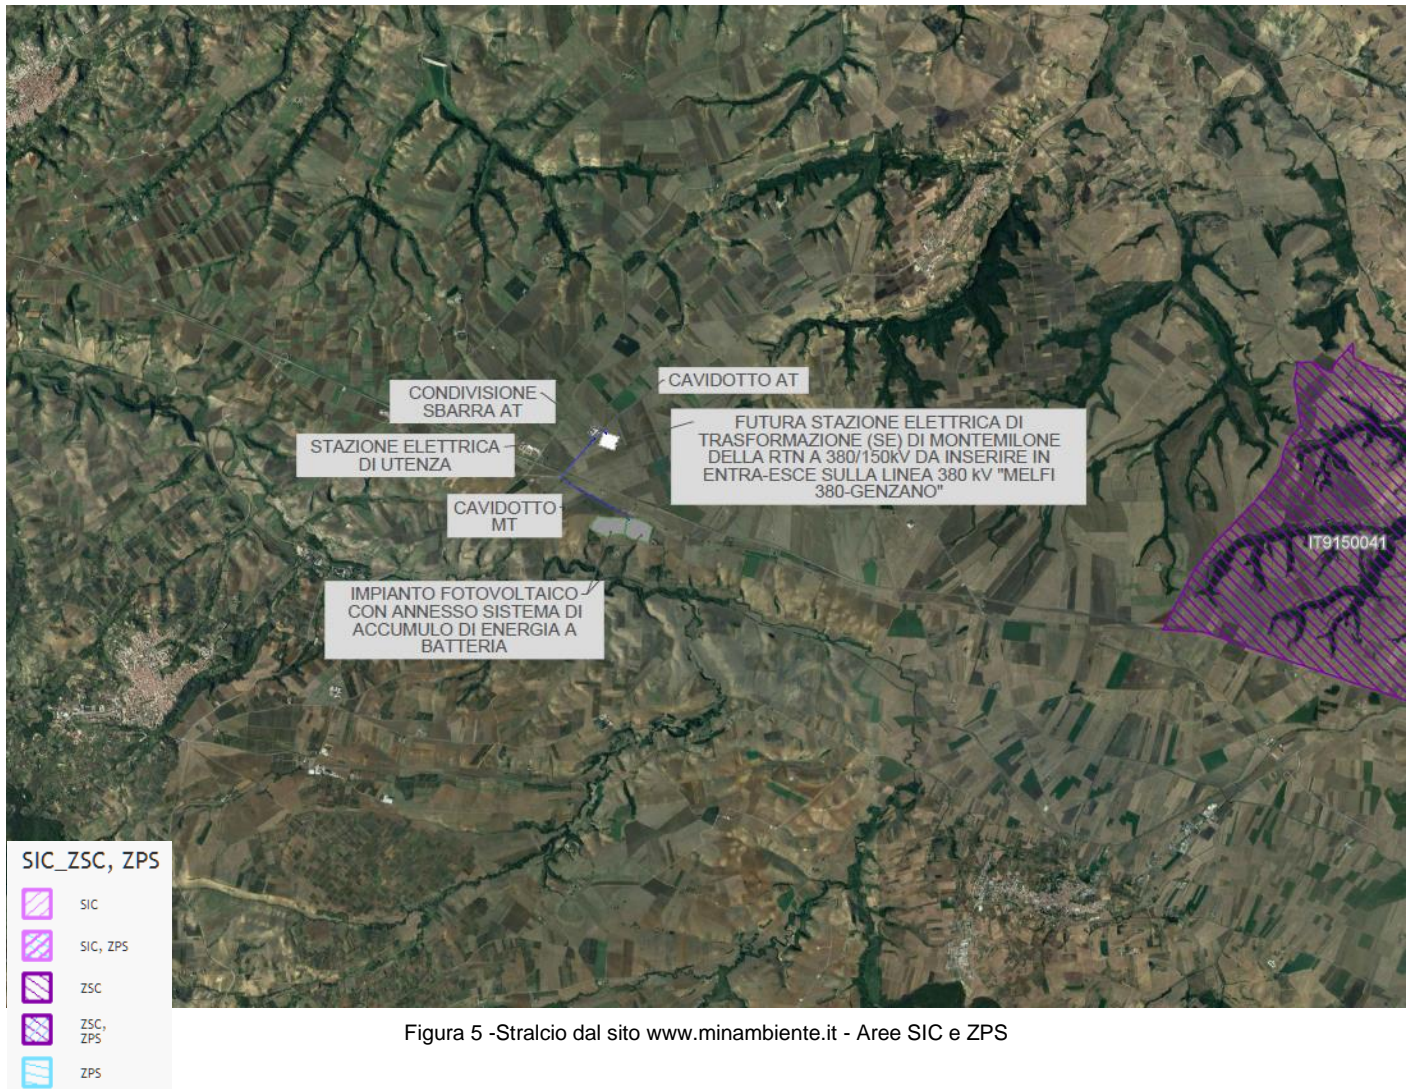 CONDIVISIONE
SBARRA AT
CAVIDOTTO AT
STAZIONE ELETTRICA
DI UTENZA
FUTURA STAZIONE ELETTRICA DI
TRASFORMAZIONE (SE) DI MONTEMILONE
DELLA RTN A 380/150kV DA INSERIRE IN
ENTRA-ESCE SULLA LINEA 380 kV "MELFI
380-GENZANO"
CAVIDOTTO
MT
IT9150041
IMPIANTO FOTOVOLTAICO
CON ANNESSO SISTEMA DI
ACCUMULO DI ENERGIA A
BATTERIA
SIC_ZSC, ZPS
SIC
SIC, ZPS
ZSC
ZSC,
ZPS
ZPS
Figura 5 -Stralcio dal sito www.minambiente.it - Aree SIC e ZPS